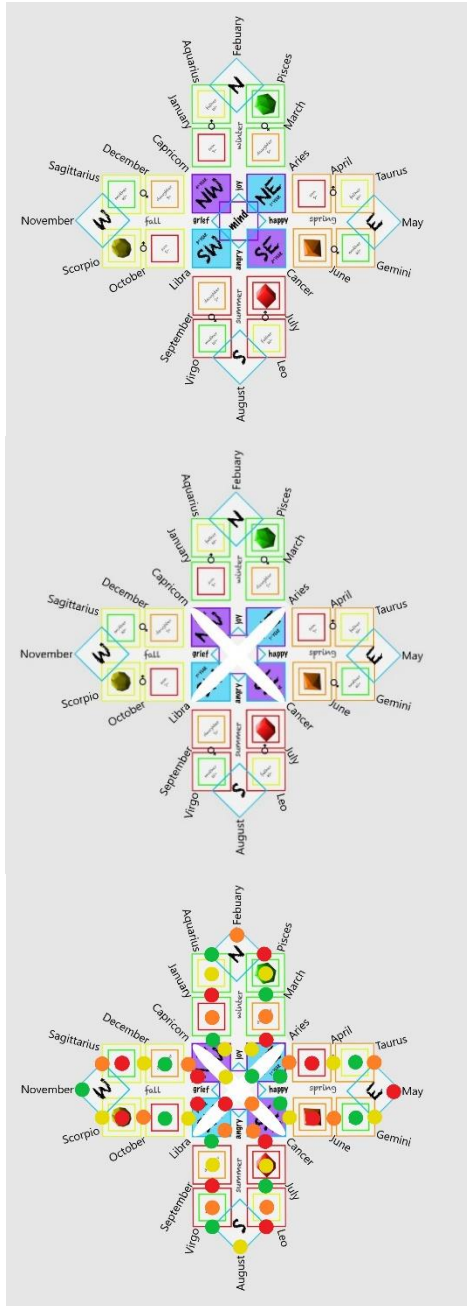 Febuary
Aquarius
Pisces
N
January
March
winter
Capricorn
Aries
December
April
Sagittarius
Taurus
NW
joy
NE
November
W
fall
grief
mind
happy
spring
E
May
SW
angry
SE
Scorpio
Gemini
October
June
Libra
Cancer
summer
September
July
Virgo
Leo
S
August
Febuary
Aquarius
Pisces
N
January
March
winter
Capricorn
Aries
December
April
Sagittarius
Taurus
joy
November
W
fall
grief
happy
spring
E
May
angry
Scorpio
Gemini
October
June
Libra
Cancer
summer
September
July
Virgo
Leo
S
August
Febuary
Aquarius
Pisces
N
January
March
winter
Capricorn
Aries
December
April
Sagittarius
Taurus
joy
November
W
fall
grief
happy
spring
E
May
angry
Scorpio
Gemini
October
June
Libra
Cancer
summer
September
July
Virgo
Leo
S
August